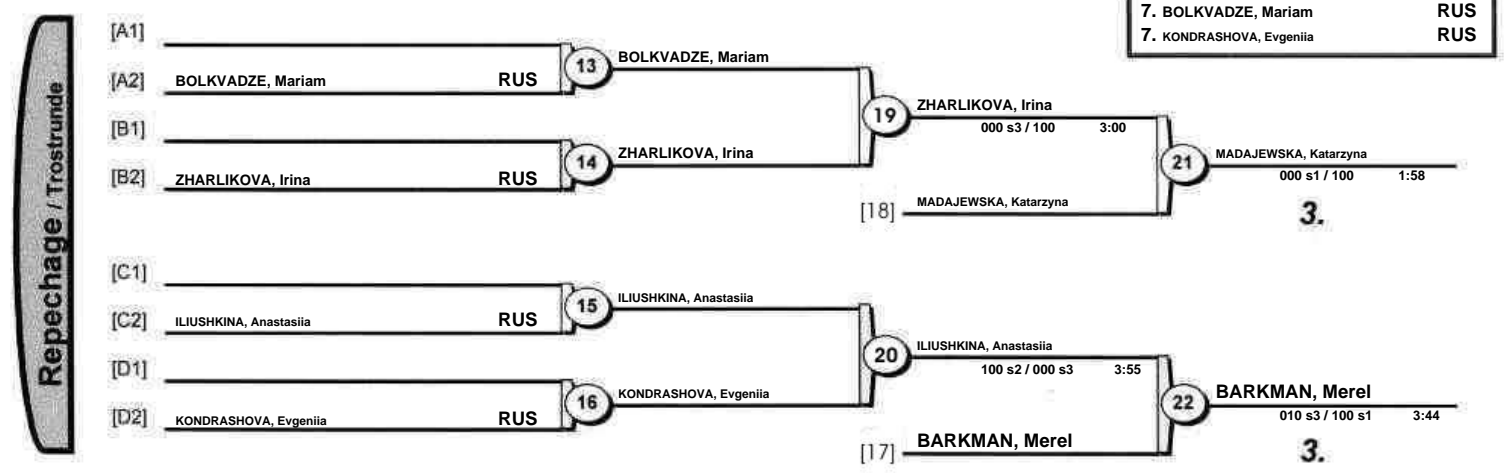 7. BOLKVADZE, Mariam RUS
7. KONDRASHOVA, Evgeniia RUS
Repechage / Trostrunde
[A1]
[A2] BOLKVADZE, Mariam RUS
13 BOLKVADZE, Mariam
[B1]
[B2] ZHARLIKOVA, Irina RUS
14 ZHARLIKOVA, Irina
19 ZHARLIKOVA, Irina
000 s3 / 100 3:00
[18] MADAJEWSKA, Katarzyna
21 MADAJEWSKA, Katarzyna
000 s1 / 100 1:58
3.
[C1]
[C2] ILIUSHKINA, Anastasiia RUS
15 ILIUSHKINA, Anastasiia
[D1]
[D2] KONDRASHOVA, Evgeniia RUS
16 KONDRASHOVA, Evgeniia
20 ILIUSHKINA, Anastasiia
100 s2 / 000 s3 3:55
[17] BARKMAN, Merel
22 BARKMAN, Merel
010 s3 / 100 s1 3:44
3.